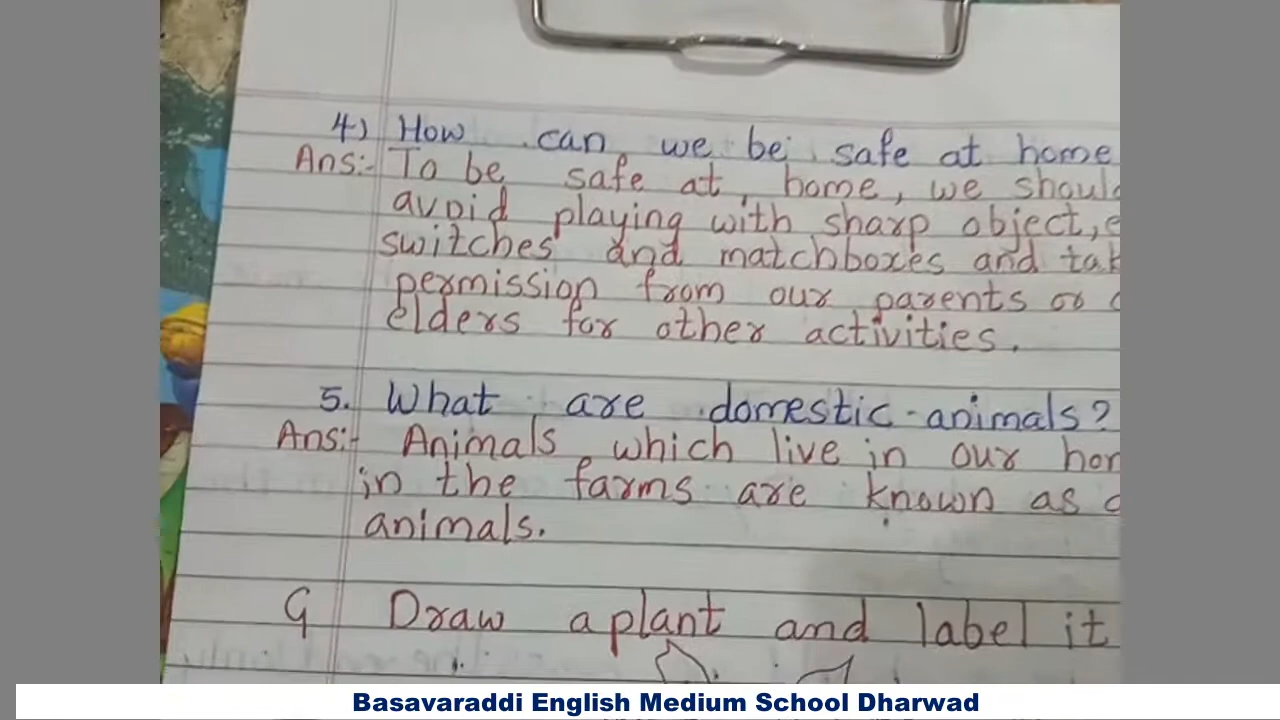 4) How can we be safe at home
Ans:- To be safe at home, we shoul
avoid playing with sharp object, e
switches and matchboxes and tak
permission from our parents or o
elders for other activities.
5. What are domestic animals?
Ans:- Animals which live in our hom
in the farms are known as d
animals.
G Draw a plant and label it
Basavaraddi English Medium School Dharwad